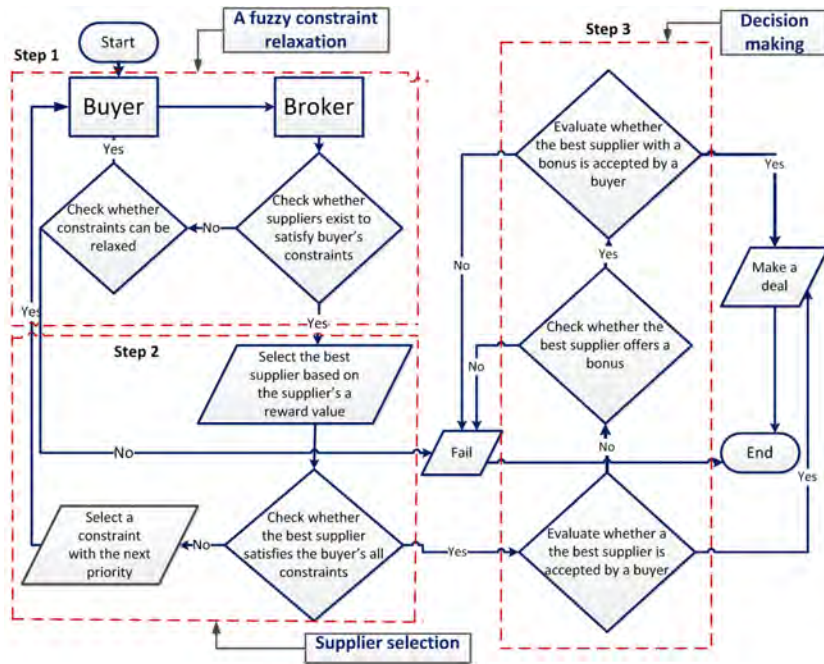 A fuzzy constraint
relaxation
Start
Step 1
Buyer
Broker
Yes
Check whether
constraints can be
relaxed
No
Check whether
suppliers exist to
satisfy buyer's
constraints
Yes
Yes
Step 2
Select the best
supplier based on
the supplier's a
reward value
No
Select a
constraint
with the next
priority
No
Check whether
the best supplier
satisfies the buyer's all
constraints
Yes
Supplier selection
Step 3
Decision
making
Evaluate whether
the best supplier with a
bonus is accepted by a
buyer
Yes
No
Yes
Make a
deal
Check whether the
best supplier offers a
bonus
No
Fail
End
No
Yes
Evaluate whether a
the best supplier is
accepted by a buyer